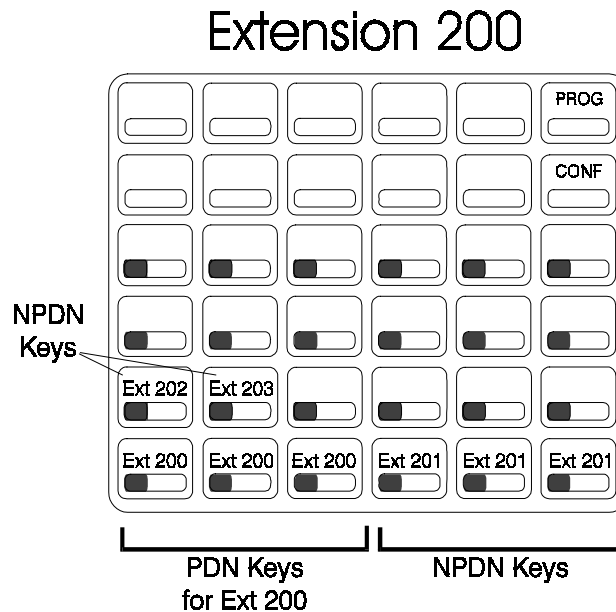 Extension 200
PROG
CONF
NPDN
Keys
Ext 202 Ext 203
Ext 200 Ext 200 Ext 200 Ext 201 Ext 201 Ext 201
PDN Keys
for Ext 200
NPDN Keys